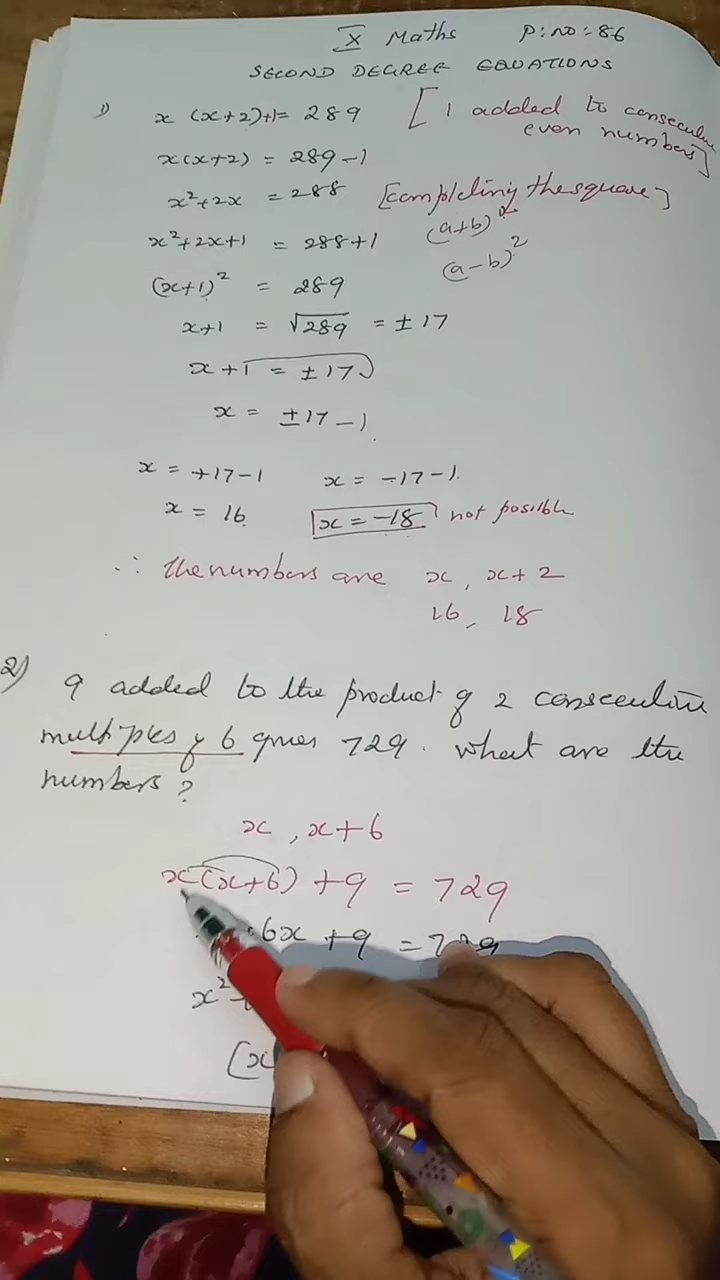 X Maths P: no: 86
SECOND DEGREE EQUATIONS
1) x (x+2)+1 = 289 [1 added to consecutive even numbers]
x(x+2) = 289-1
x²+2x = 288 [completing the square]
(a+b)²
x²+2x+1 = 288+1
(a-b)²
(x+1)² = 289
x+1 = √289 = ±17
x+1 = ±17
x = ±17-1
x = +17-1 x = -17-1
x = 16 x = -18 not possible
∴ the numbers are x, x+2
16, 18
2) 9 added to the product of 2 consecutive
multiples of 6 gives 729. What are the
numbers?
x, x+6
x(x+6) +9 = 729
6x +9 = 729
x²
(x